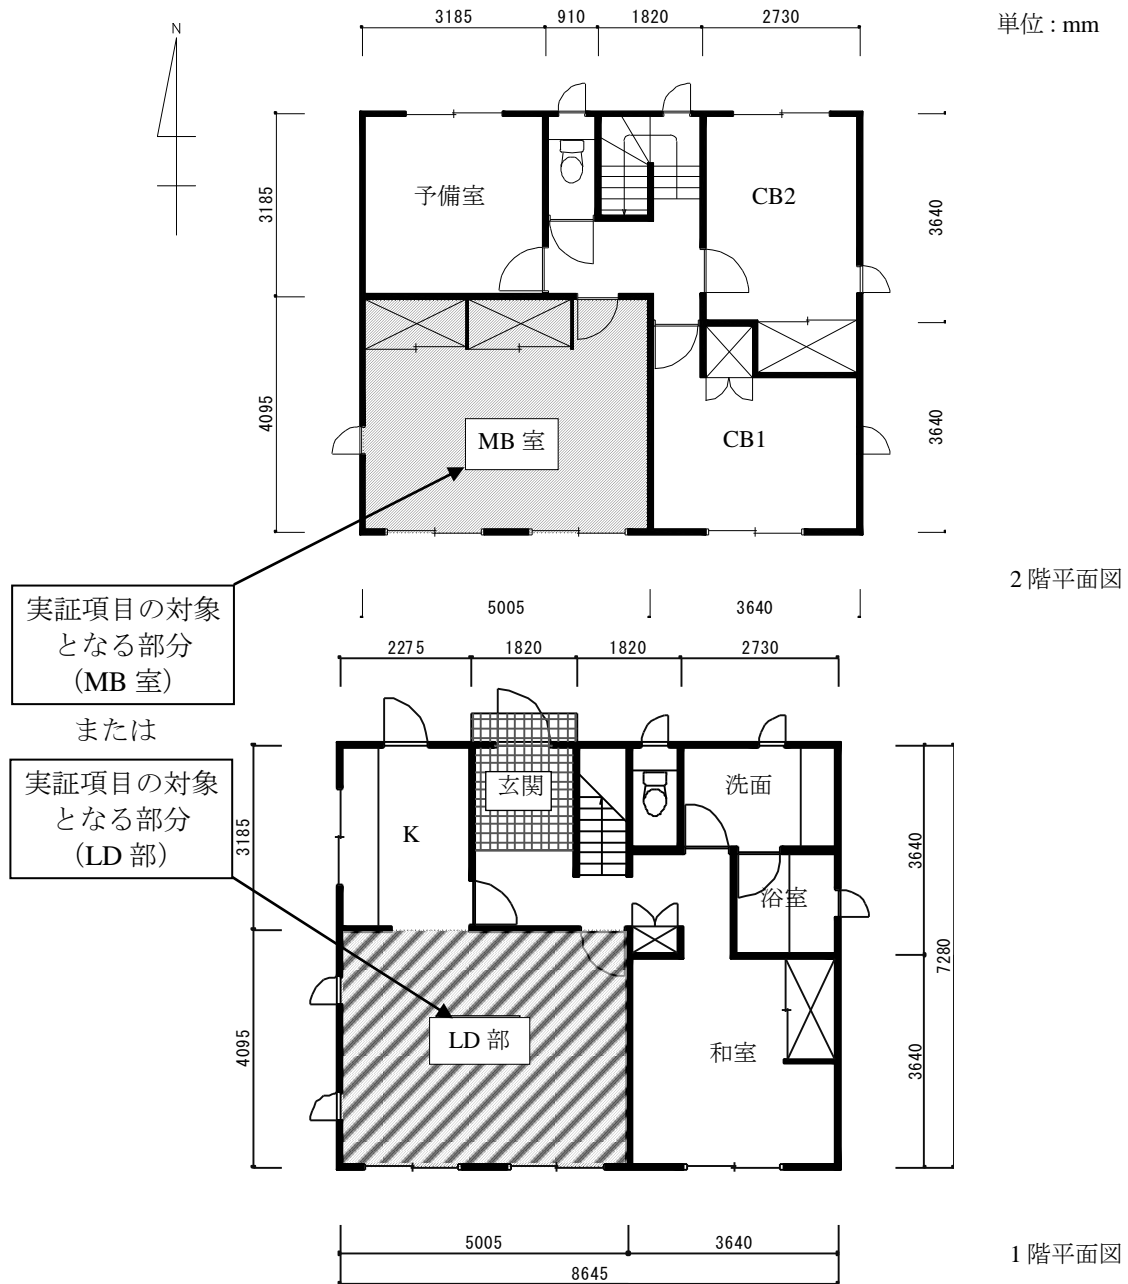 3185 910 1820 2730
単位 : mm
N
予備室
CB2
3185
3640
4095
MB 室
CB1
3640
2 階平面図
実証項目の対象
となる部分
（MB 室）
5005 3640
2275 1820 1820 2730
または
実証項目の対象
となる部分
（LD 部）
玄関
洗面
K
3185
3640
浴室
7280
LD 部
和室
4095
3640
5005 3640
1 階平面図
8645